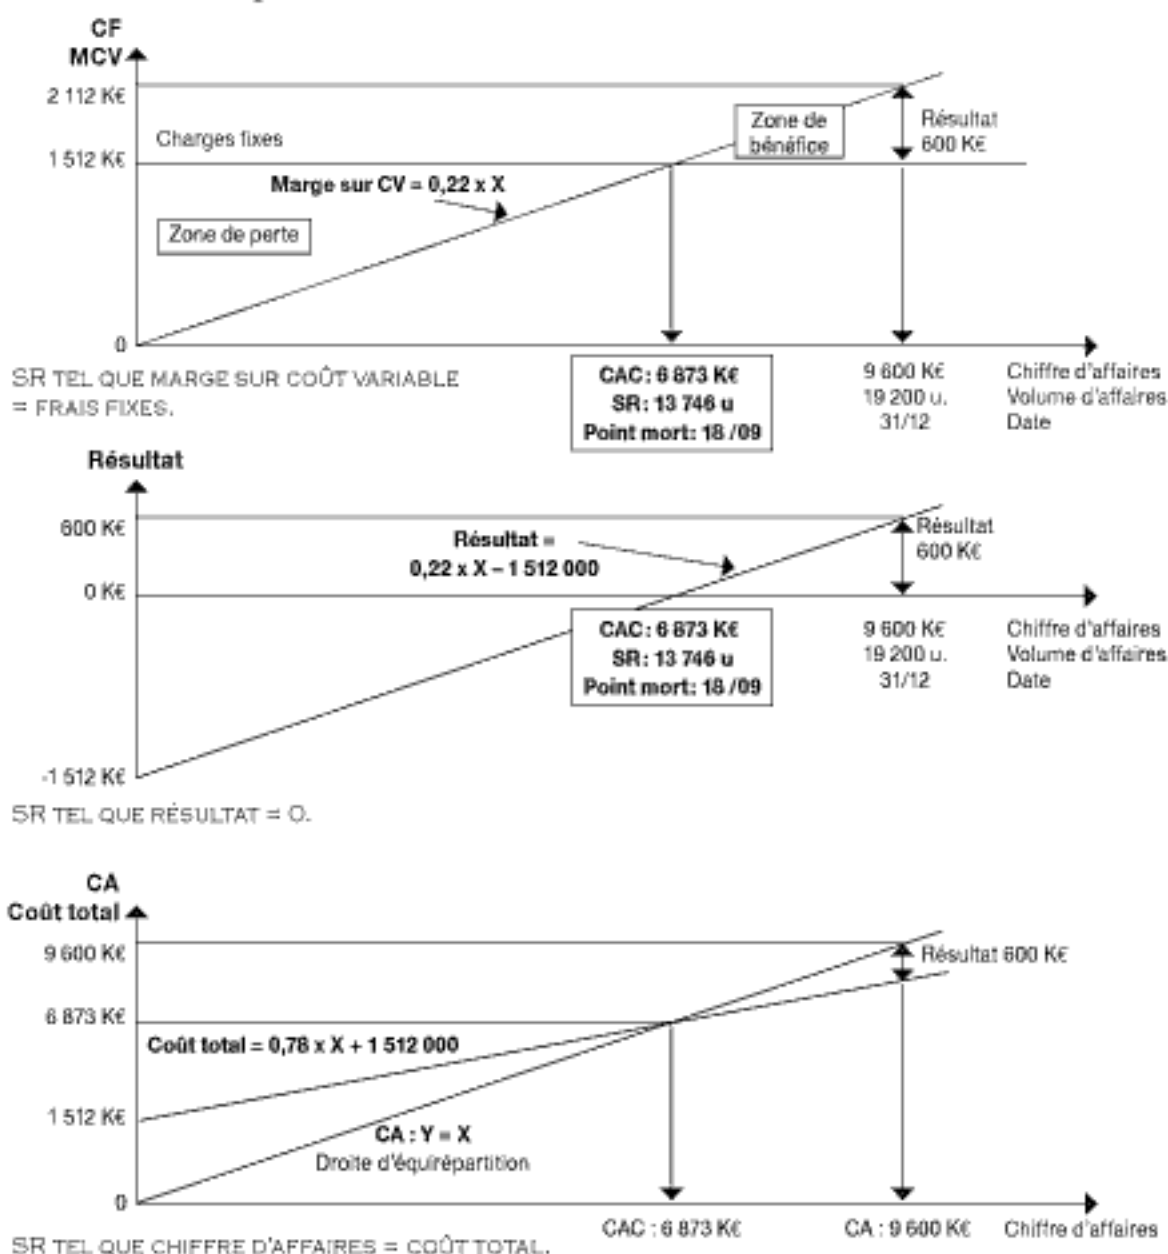 CF
MCV
2 112 K€
Charges fixes
Zone de
bénéfice
Résultat
600 K€
1 512 K€
Marge sur CV = 0,22 x X
Zone de perte
0
SR TEL QUE MARGE SUR COÛT VARIABLE
= FRAIS FIXES.
CAC : 6 873 K€
SR : 13 746 u
Point mort : 18 /09
9 600 K€
19 200 u.
31/12
Chiffre d'affaires
Volume d'affaires
Date
Résultat
600 K€
Résultat =
0,22 x X – 1 512 000
Résultat
600 K€
0 K€
CAC : 6 873 K€
SR : 13 746 u
Point mort : 18 /09
9 600 K€
19 200 u.
31/12
Chiffre d'affaires
Volume d'affaires
Date
-1 512 K€
SR TEL QUE RÉSULTAT = 0.
CA
Coût total
9 600 K€
Résultat 600 K€
6 873 K€
Coût total = 0,78 x X + 1 512 000
1 512 K€
CA : Y = X
Droite d'équirépartition
0
CAC : 6 873 K€
CA : 9 600 K€
Chiffre d'affaires
SR TEL QUE CHIFFRE D'AFFAIRES = COÛT TOTAL.